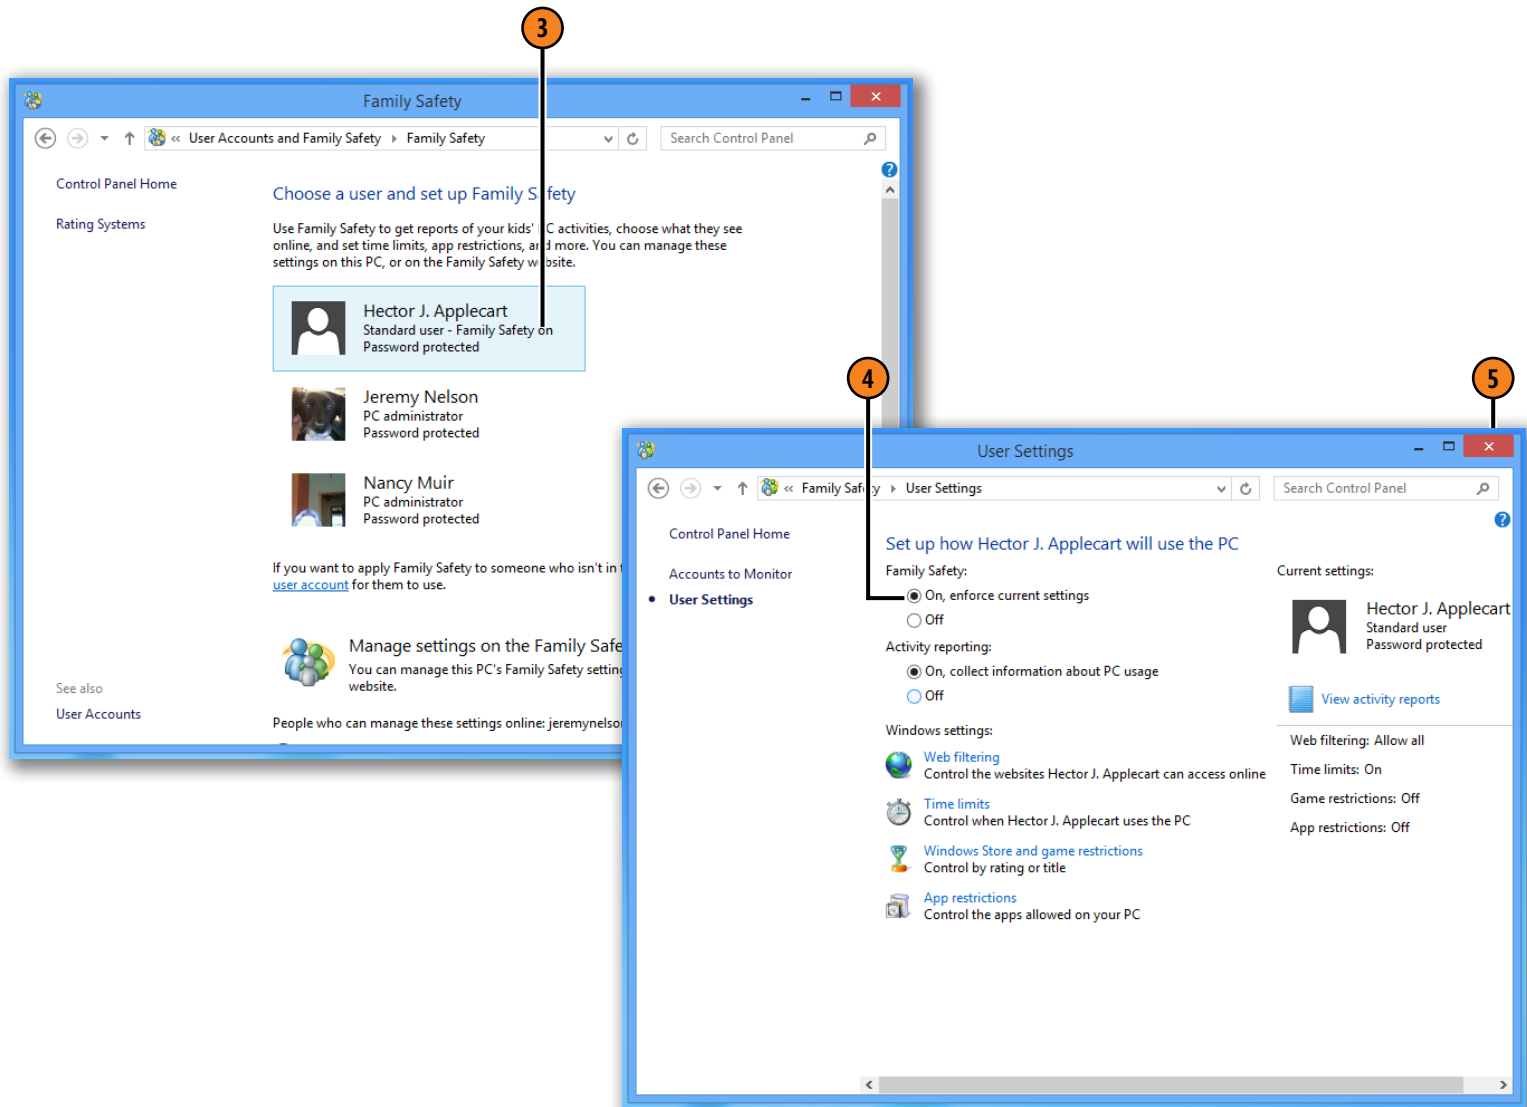 3
Family Safety
« User Accounts and Family Safety Family Safety
Search Control Panel
Control Panel Home
Rating Systems
Choose a user and set up Family Safety
Use Family Safety to get reports of your kids' PC activities, choose what they see
online, and set time limits, app restrictions, and more. You can manage these
settings on this PC, or on the Family Safety website.
Hector J. Applecart
Standard user - Family Safety on
Password protected
Jeremy Nelson
PC administrator
Password protected
Nancy Muir
PC administrator
Password protected
If you want to apply Family Safety to someone who isn't in
user account for them to use.
Manage settings on the Family Safe
You can manage this PC's Family Safety setting
website.
People who can manage these settings online: jeremynelso
See also
User Accounts
4
5
User Settings
« Family Safety User Settings
Search Control Panel
Control Panel Home
Accounts to Monitor
• User Settings
Set up how Hector J. Applecart will use the PC
Family Safety:
On, enforce current settings
Off
Activity reporting:
On, collect information about PC usage
Off
Windows settings:
Web filtering
Control the websites Hector J. Applecart can access online
Time limits
Control when Hector J. Applecart uses the PC
Windows Store and game restrictions
Control by rating or title
App restrictions
Control the apps allowed on your PC
Current settings:
Hector J. Applecart
Standard user
Password protected
View activity reports
Web filtering: Allow all
Time limits: On
Game restrictions: Off
App restrictions: Off